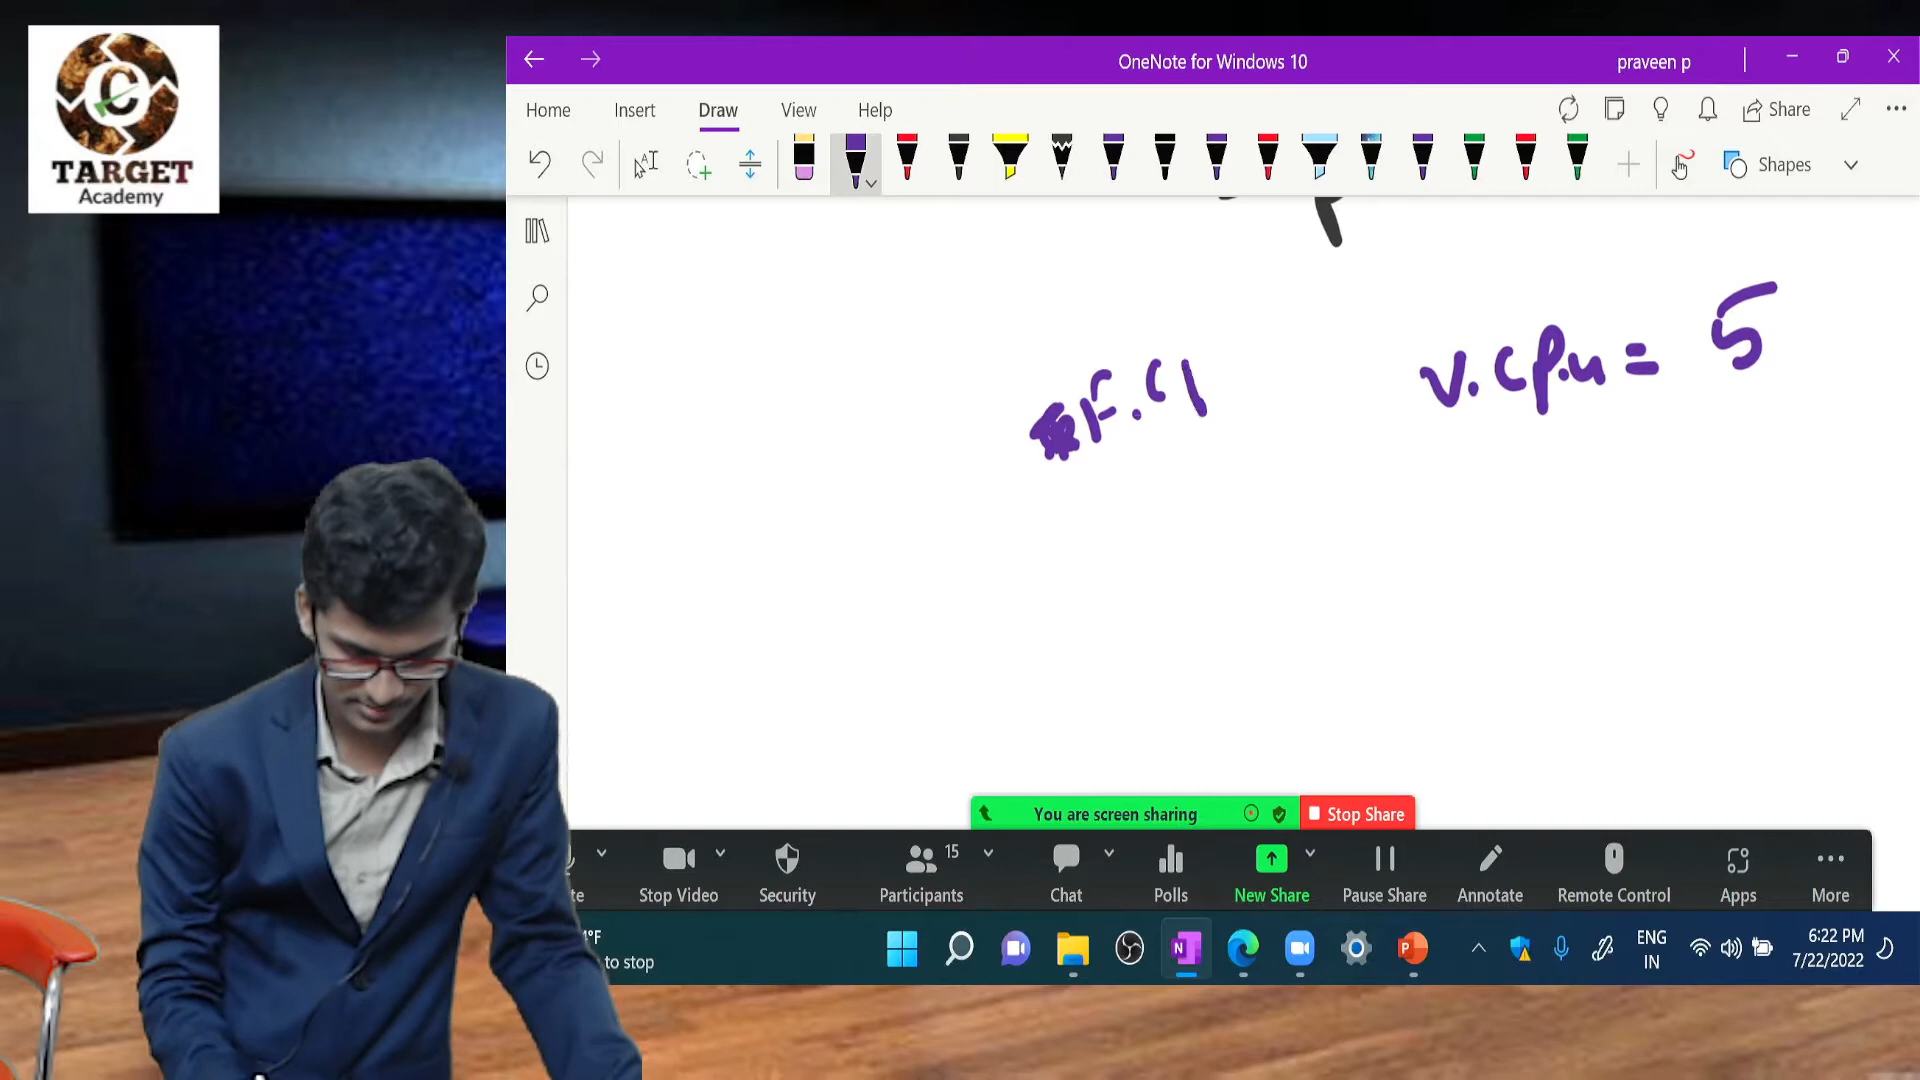 C
TARGET
Academy
OneNote for Windows 10
praveen p
Home Insert Draw View Help
Share
Shapes
F.C
V.Cp.u = 5
You are screen sharing
Stop Share
15
te Stop Video Security Participants Chat Polls New Share Pause Share Annotate Remote Control Apps More
4°F
to stop
ENG
IN
6:22 PM
7/22/2022